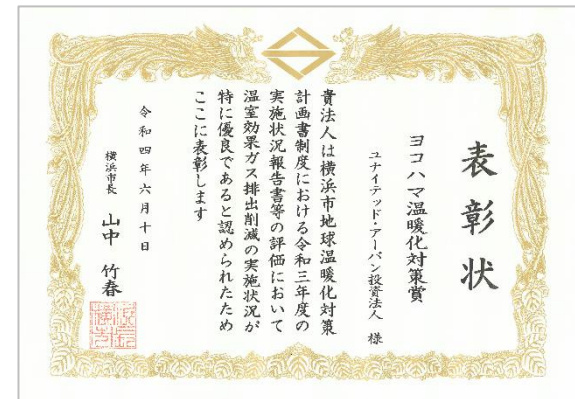 表彰状
ヨコハマ温暖化対策賞
ユナイテッド・アーバン投資法人 様
貴法人は横浜市地球温暖化対策
計画書制度における令和三年度の
実施状況報告書等の評価において
温室効果ガス排出削減の実施状況が
特に優良であると認められたため
ここに表彰します
令和四年六月十日
横浜市長 山中 竹春